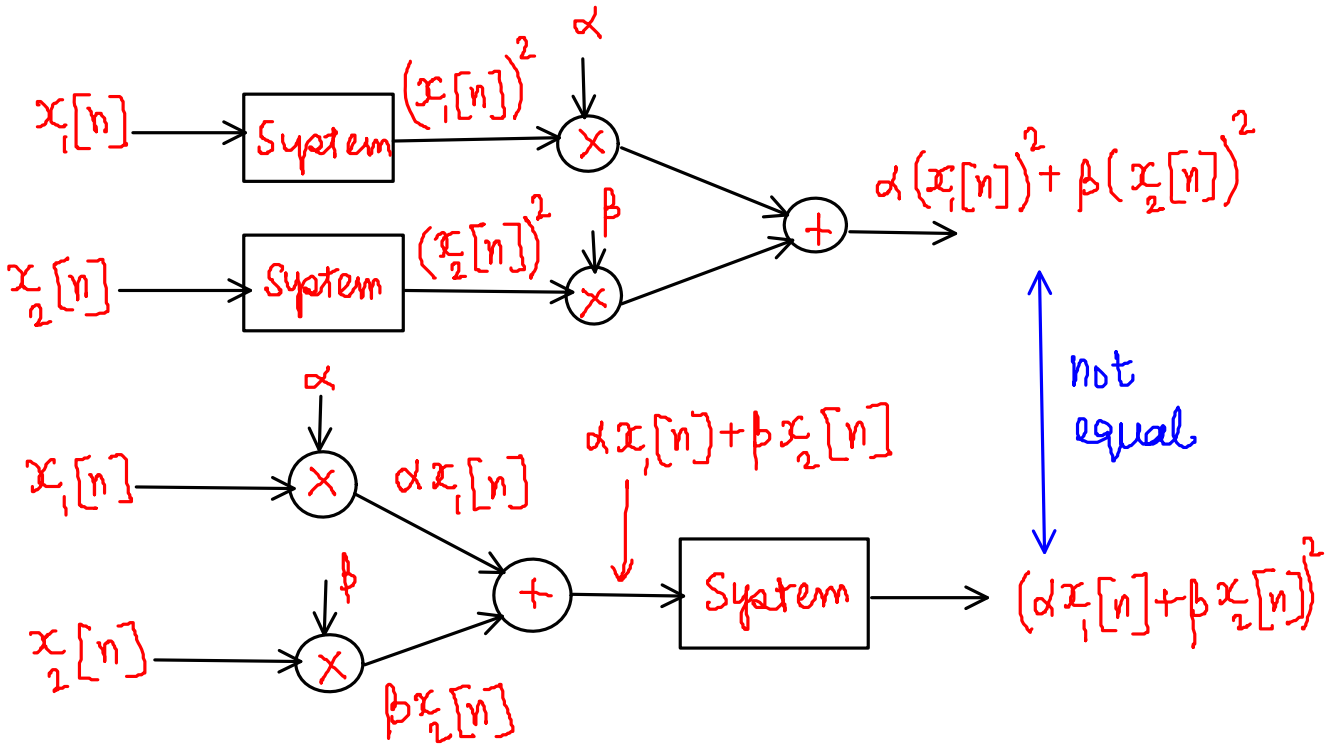 α
x₁[n]
System
(x₁[n])²
×
β
x₂[n]
System
(x₂[n])²
×
+
α(x₁[n])² + β(x₂[n])²
not
equal
α
x₁[n]
×
αx₁[n]
β
x₂[n]
×
βx₂[n]
+
αx₁[n]+βx₂[n]
System
(αx₁[n]+βx₂[n])²